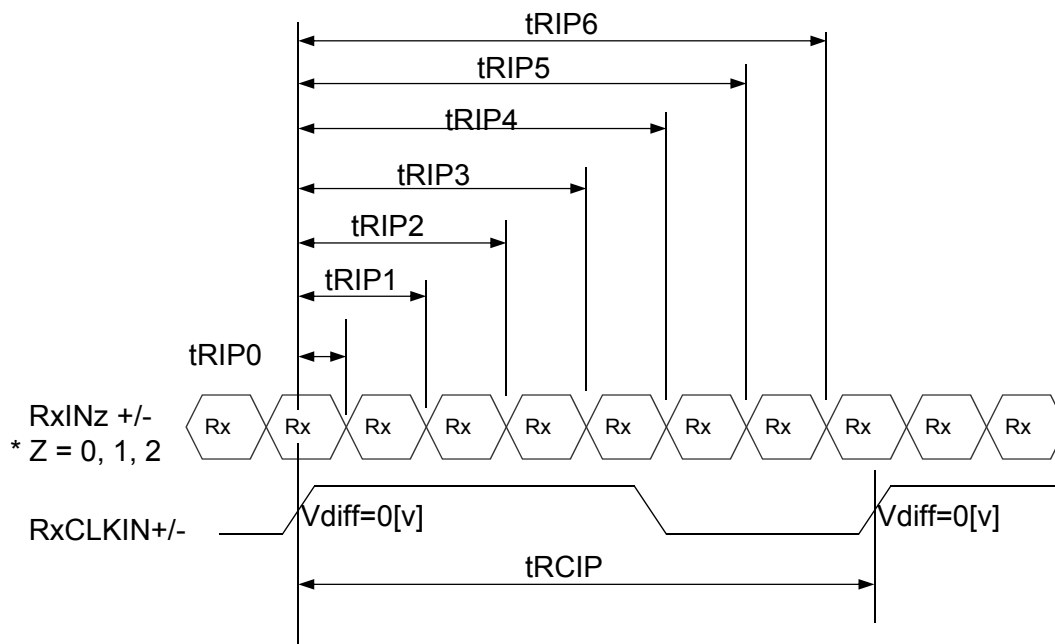 tRIP6
tRIP5
tRIP4
tRIP3
tRIP2
tRIP1
tRIP0
RxINz +/-
* Z = 0, 1, 2
Rx Rx Rx Rx Rx Rx Rx Rx Rx Rx Rx
RxCLKIN+/-
Vdiff=0[v] Vdiff=0[v]
tRCIP